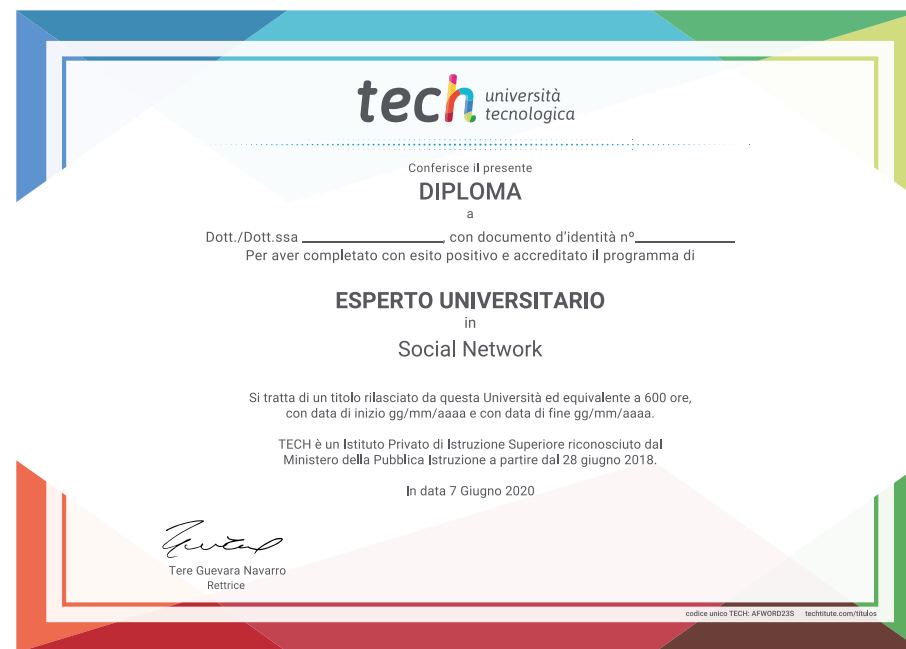 tech università
tecnologica
Conferisce il presente
DIPLOMA
a
Dott./Dott.ssa ____________________, con documento d'identità nº______________
Per aver completato con esito positivo e accreditato il programma di
ESPERTO UNIVERSITARIO
in
Social Network
Si tratta di un titolo rilasciato da questa Università ed equivalente a 600 ore,
con data di inizio gg/mm/aaaa e con data di fine gg/mm/aaaa.
TECH è un Istituto Privato di Istruzione Superiore riconosciuto dal
Ministero della Pubblica Istruzione a partire dal 28 giugno 2018.
In data 7 Giugno 2020
Tere Guevara Navarro
Rettrice
codice unico TECH: AFWORD23S techtitute.com/titulos